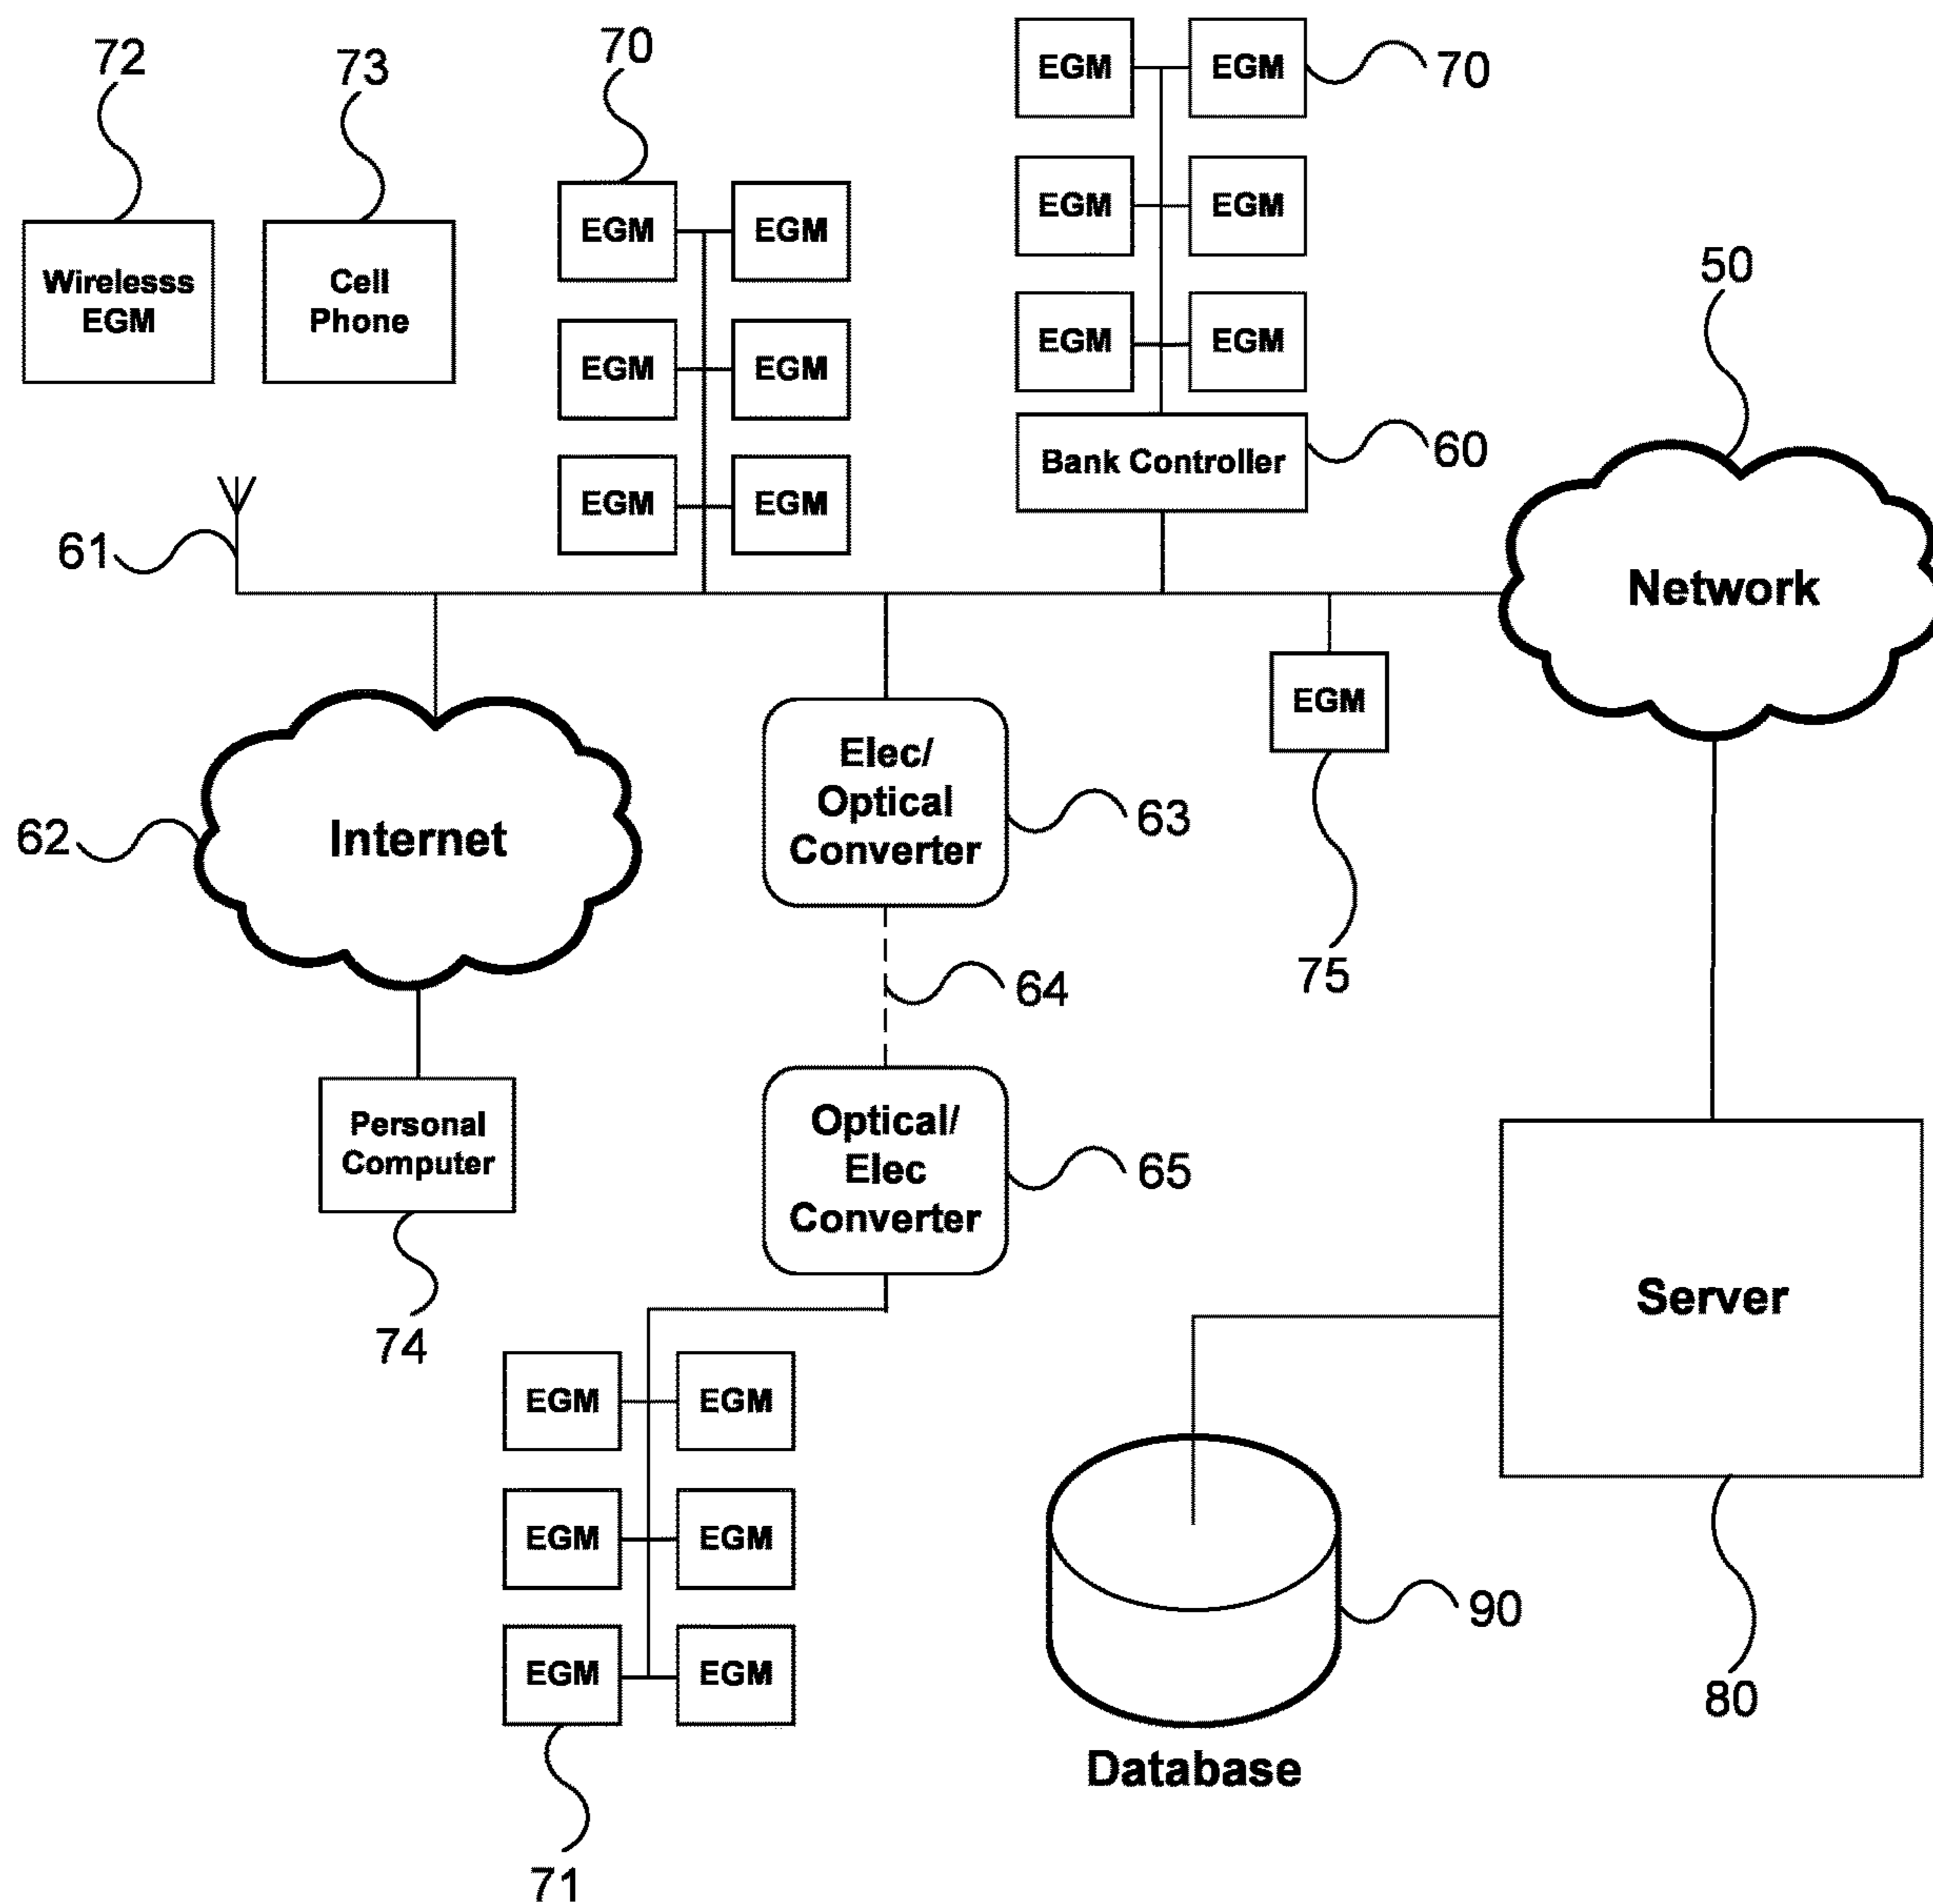 72
73
70
EGM
EGM
70
Wirelesss
EGM
Cell
Phone
EGM
EGM
EGM
EGM
EGM
EGM
EGM
EGM
EGM
EGM
Bank Controller
60
50
61
Network
62
Internet
Elec/
Optical
Converter
63
EGM
75
64
Personal
Computer
74
Optical/
Elec
Converter
65
Server
80
EGM
EGM
EGM
EGM
EGM
EGM
71
90
Database